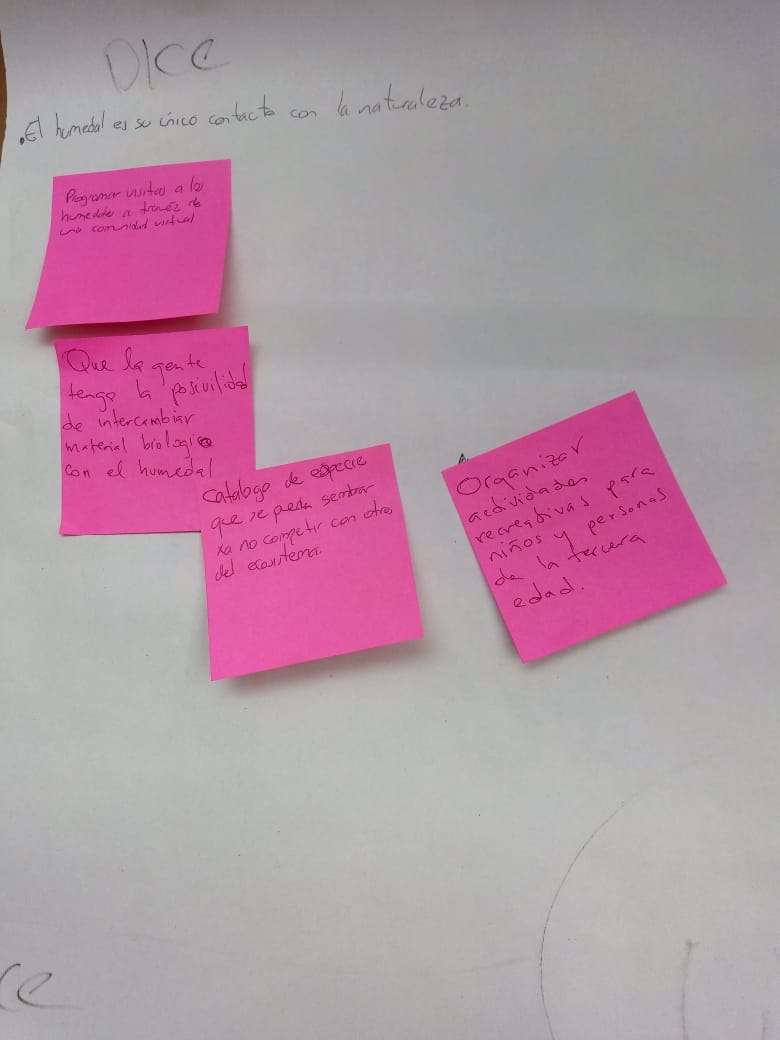 DICE
.El humedal es su único contacto con la naturaleza.
Programar visitas a los
humedales a travéz de
una comunidad virtual
Que la gente
tenga la posivilidad
de intercambiar
material biologico
con el humedal
Catalogo de especie
que se pueda sembrar
xa no competir con otras
del ecosistema.
Organizar
actividades
recreativas para
niños y personas
de la tercera
edad.
ce